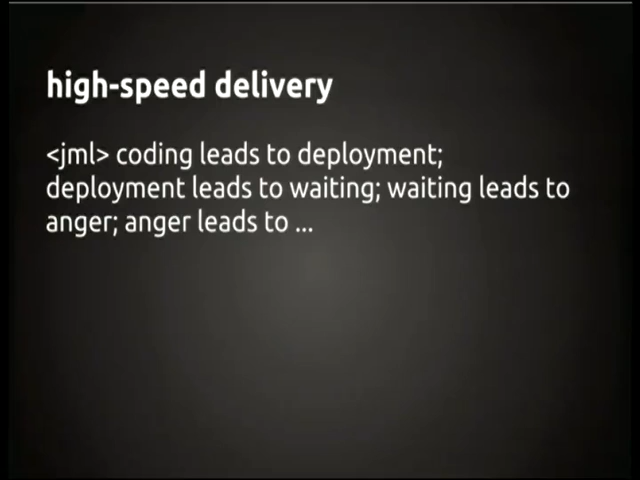 high-speed delivery
<jml> coding leads to deployment;
deployment leads to waiting; waiting leads to
anger; anger leads to ...